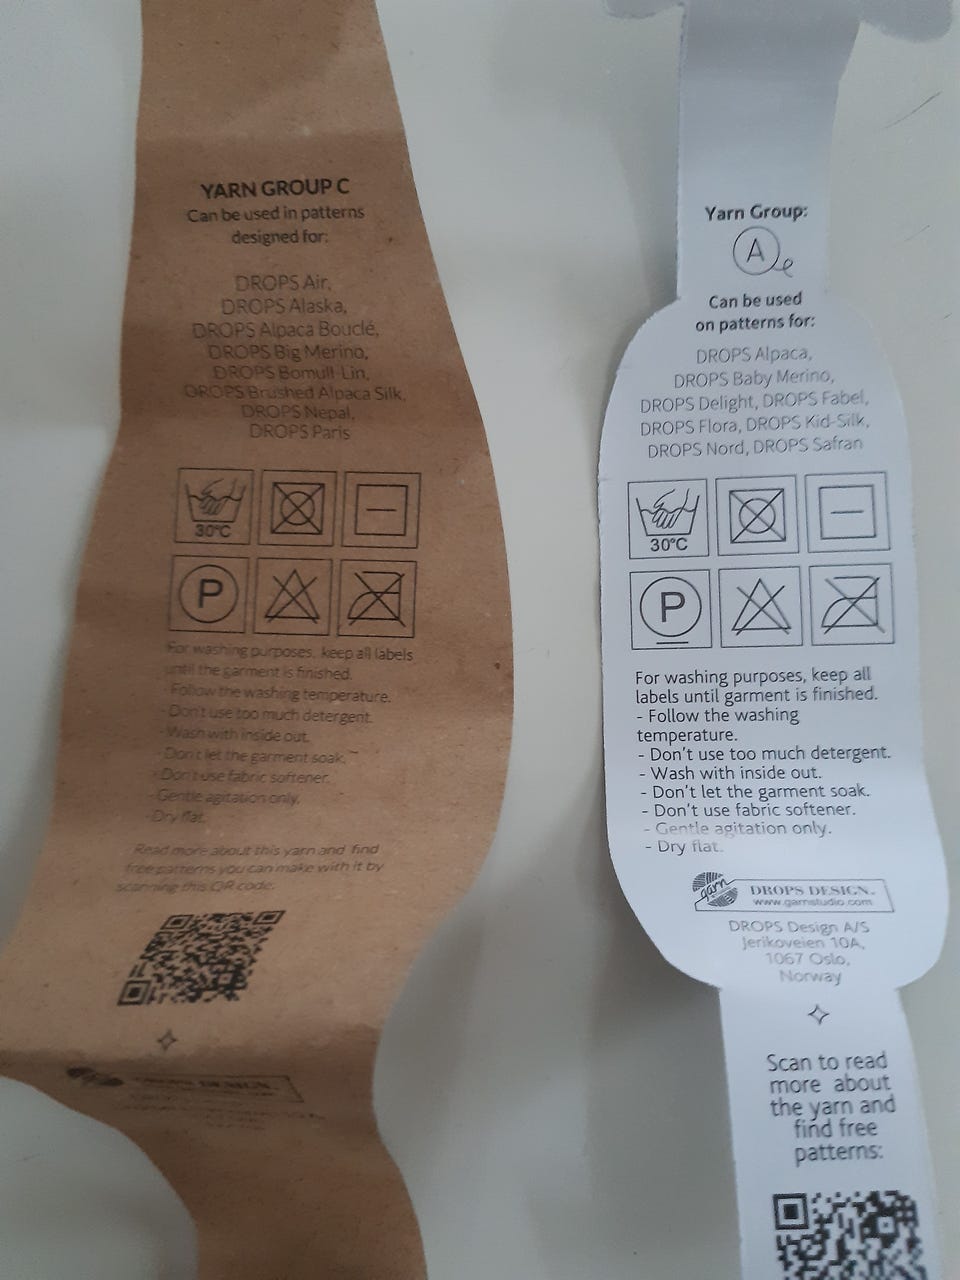 YARN GROUP C
Can be used in patterns
designed for:
DROPS Air,
DROPS Alaska,
DROPS Alpaca Bouclé,
DROPS Big Merino,
DROPS Bomull-Lin,
DROPS Brushed Alpaca Silk,
DROPS Nepal,
DROPS Paris
30°C
P
For washing purposes, keep all labels
until the garment is finished.
- Follow the washing temperature.
- Don't use too much detergent.
- Wash with inside out.
- Don't let the garment soak.
- Don't use fabric softener.
- Gentle agitation only.
- Dry flat.
Read more about this yarn and find
free patterns you can make with it by
scanning this QR code.
DESIGN
Yarn Group:
A
Can be used
on patterns for:
DROPS Alpaca,
DROPS Baby Merino,
DROPS Delight, DROPS Fabel,
DROPS Flora, DROPS Kid-Silk,
DROPS Nord, DROPS Safran
30°C
P
For washing purposes, keep all
labels until garment is finished.
- Follow the washing
temperature.
- Don't use too much detergent.
- Wash with inside out.
- Don't let the garment soak.
- Don't use fabric softener.
- Gentle agitation only.
- Dry flat.
garn
DROPS DESIGN.
www.garnstudio.com
DROPS Design A/S
Jerikoveien 10A,
1067 Oslo,
Norway
Scan to read
more about
the yarn and
find free
patterns: